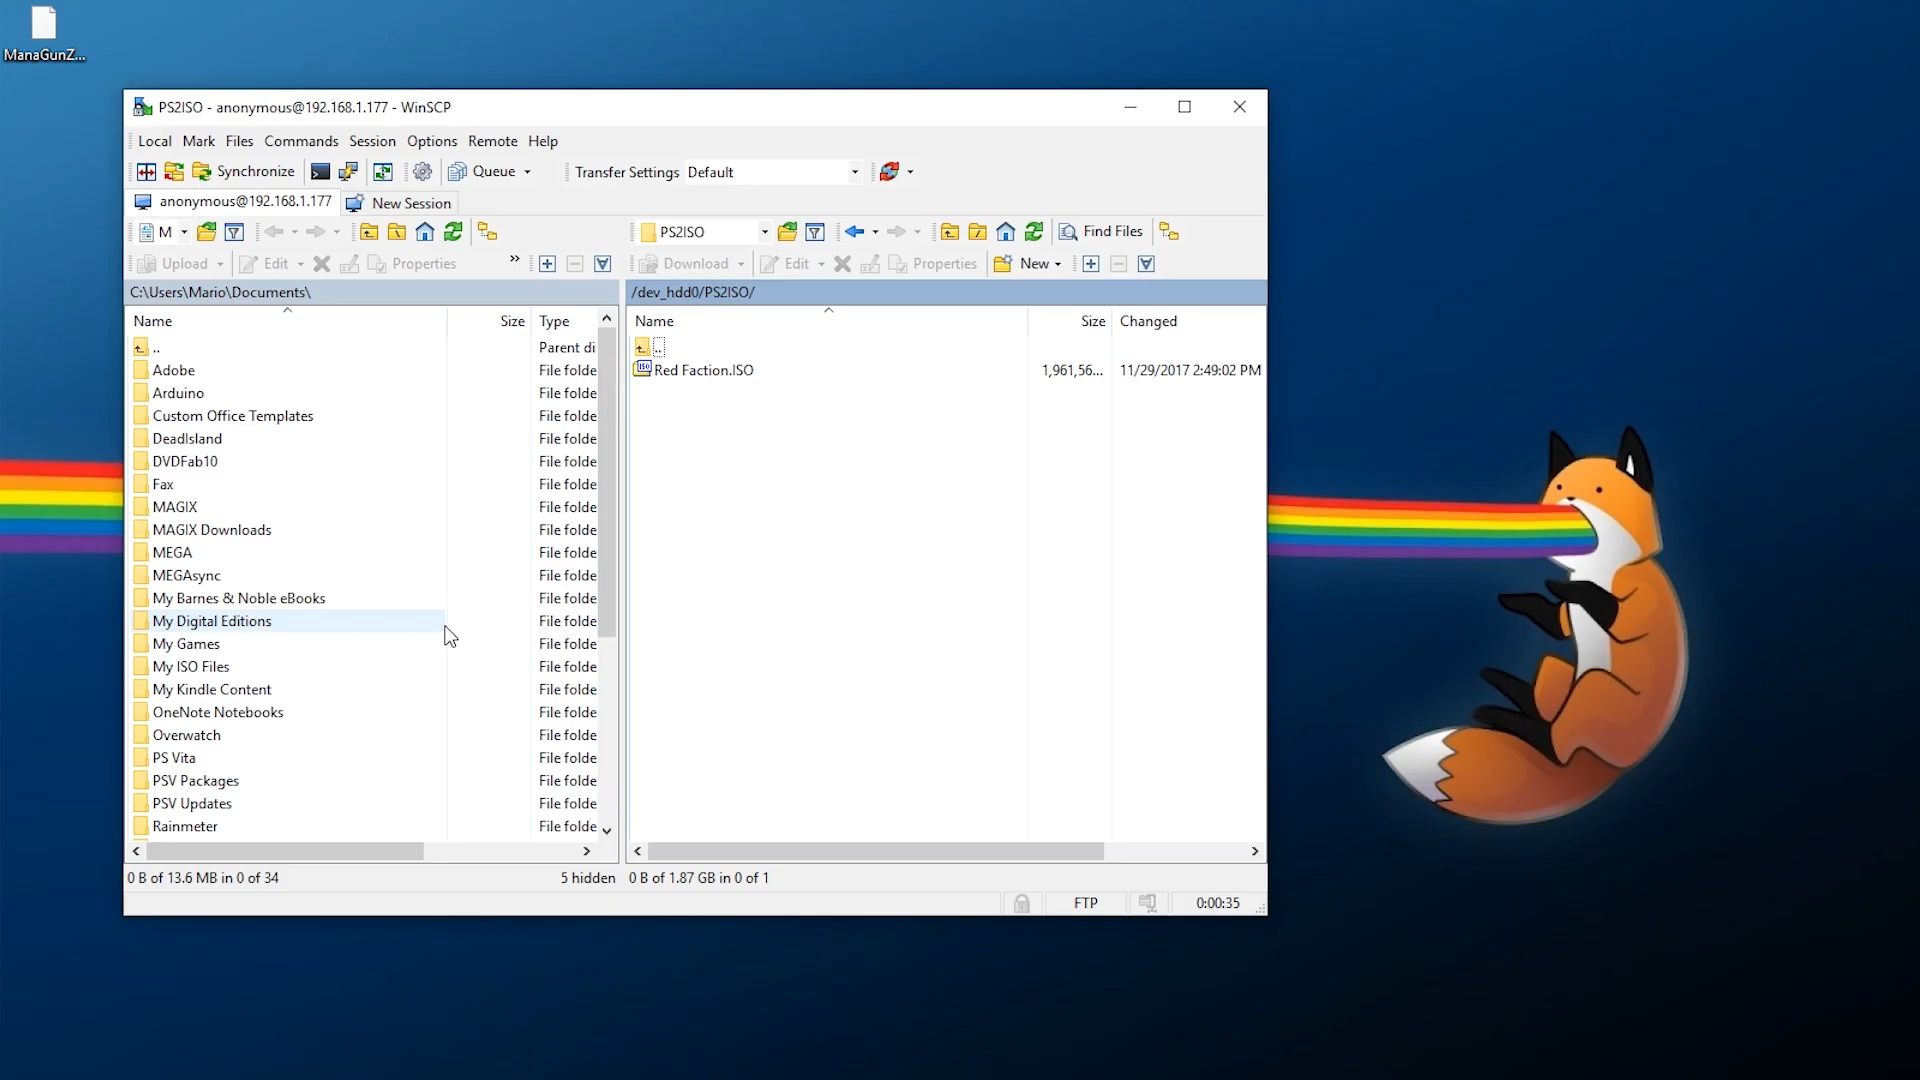 ManaGunZ...
PS2ISO - anonymous@192.168.1.177 - WinSCP
Local Mark Files Commands Session Options Remote Help
Synchronize Queue Transfer Settings Default
anonymous@192.168.1.177 New Session
M PS2ISO Find Files
Upload Edit Properties » Download Edit Properties New
C:\Users\Mario\Documents\ /dev_hdd0/PS2ISO/
Name Size Type Name Size Changed
.. Parent di ..
Adobe File folde Red Faction.ISO 1,961,56... 11/29/2017 2:49:02 PM
Arduino File folde
Custom Office Templates File folde
DeadIsland File folde
DVDFab10 File folde
Fax File folde
MAGIX File folde
MAGIX Downloads File folde
MEGA File folde
MEGAsync File folde
My Barnes & Noble eBooks File folde
My Digital Editions File folde
My Games File folde
My ISO Files File folde
My Kindle Content File folde
OneNote Notebooks File folde
Overwatch File folde
PS Vita File folde
PSV Packages File folde
PSV Updates File folde
Rainmeter File folde
0 B of 13.6 MB in 0 of 34 5 hidden 0 B of 1.87 GB in 0 of 1
FTP 0:00:35